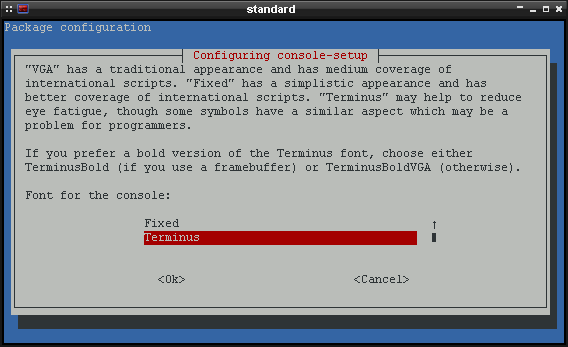 standard
Package configuration
Configuring console-setup
"VGA" has a traditional appearance and has medium coverage of
international scripts. "Fixed" has a simplistic appearance and has
better coverage of international scripts. "Terminus" may help to reduce
eye fatigue, though some symbols have a similar aspect which may be a
problem for programmers.
If you prefer a bold version of the Terminus font, choose either
TerminusBold (if you use a framebuffer) or TerminusBoldVGA (otherwise).
Font for the console:
Fixed
Terminus
<Ok> <Cancel>